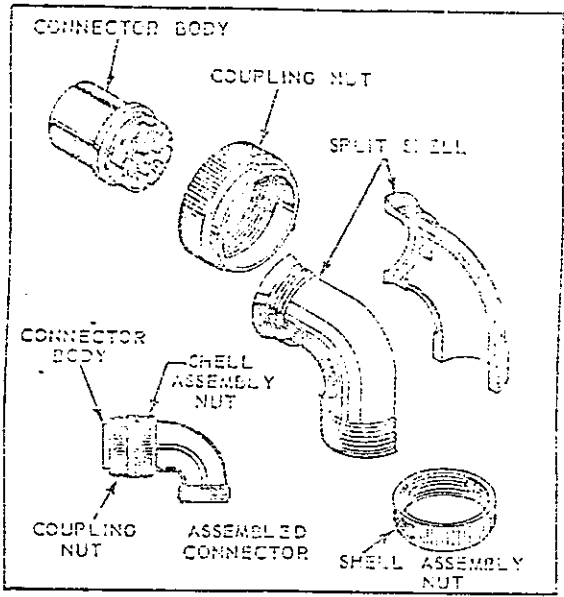 CONNECTOR BODY
COUPLING NUT
SPLIT SHELL
CONNECTOR
BODY
SHELL
ASSEMBLY
NUT
COUPLING
NUT
ASSEMBLED
CONNECTOR
SHELL ASSEMBLY
NUT